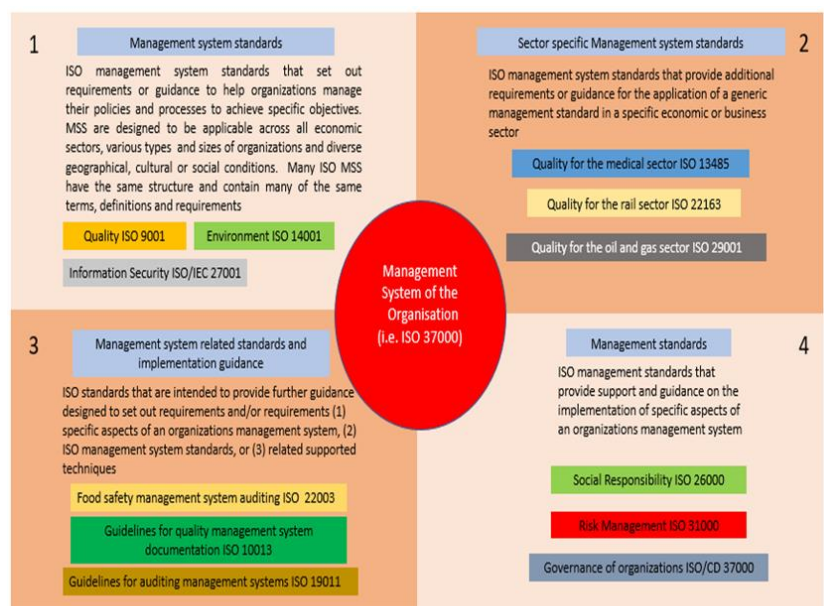 1
Management system standards
ISO management system standards that set out
requirements or guidance to help organizations manage
their policies and processes to achieve specific objectives.
MSS are designed to be applicable across all economic
sectors, various types and sizes of organizations and diverse
geographical, cultural or social conditions. Many ISO MSS
have the same structure and contain many of the same
terms, definitions and requirements
Quality ISO 9001
Environment ISO 14001
Information Security ISO/IEC 27001
Sector specific Management system standards
2
ISO management system standards that provide additional
requirements or guidance for the application of a generic
management standard in a specific economic or business
sector
Quality for the medical sector ISO 13485
Quality for the rail sector ISO 22163
Quality for the oil and gas sector ISO 29001
Management
System of the
Organisation
(i.e. ISO 37000)
3
Management system related standards and
implementation guidance
ISO standards that are intended to provide further guidance
designed to set out requirements and/or requirements (1)
specific aspects of an organizations management system, (2)
ISO management system standards, or (3) related supported
techniques
Food safety management system auditing ISO 22003
Guidelines for quality management system
documentation ISO 10013
Guidelines for auditing management systems ISO 19011
Management standards
4
ISO management standards that
provide support and guidance on the
implementation of specific aspects of
an organizations management system
Social Responsibility ISO 26000
Risk Management ISO 31000
Governance of organizations ISO/CD 37000